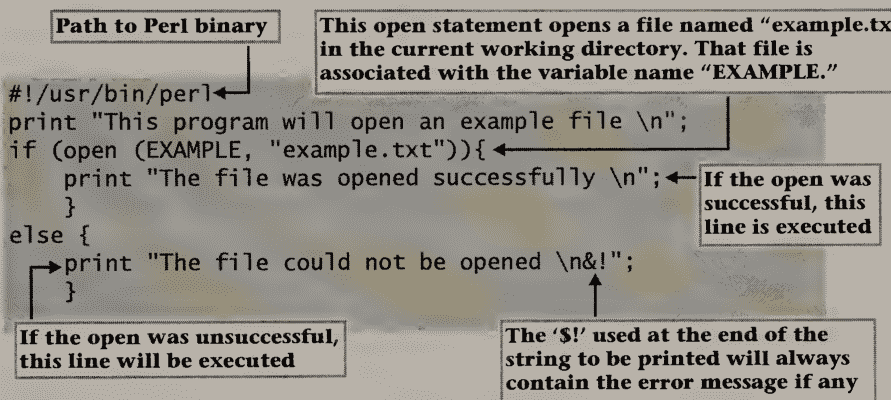 Path to Perl binary
This open statement opens a file named “example.tx
in the current working directory. That file is
associated with the variable name “EXAMPLE.”
#!/usr/bin/perl
print "This program will open an example file \n";
if (open (EXAMPLE, "example.txt")){
print "The file was opened successfully \n";
If the open was
successful, this
line is executed
}
else {
print "The file could not be opened \n&!";
}
If the open was unsuccessful,
this line will be executed
The ‘$!’ used at the end of the
string to be printed will always
contain the error message if any